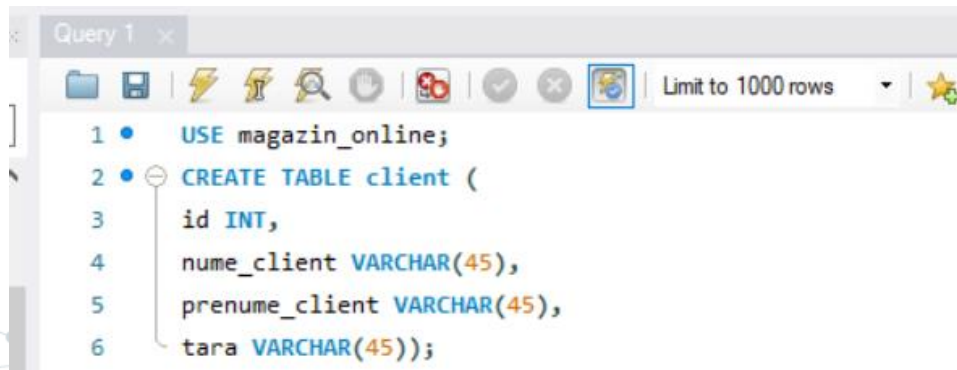 Query 1
Limit to 1000 rows
1 USE magazin_online;
2 CREATE TABLE client (
3 id INT,
4 nume_client VARCHAR(45),
5 prenume_client VARCHAR(45),
6 tara VARCHAR(45));